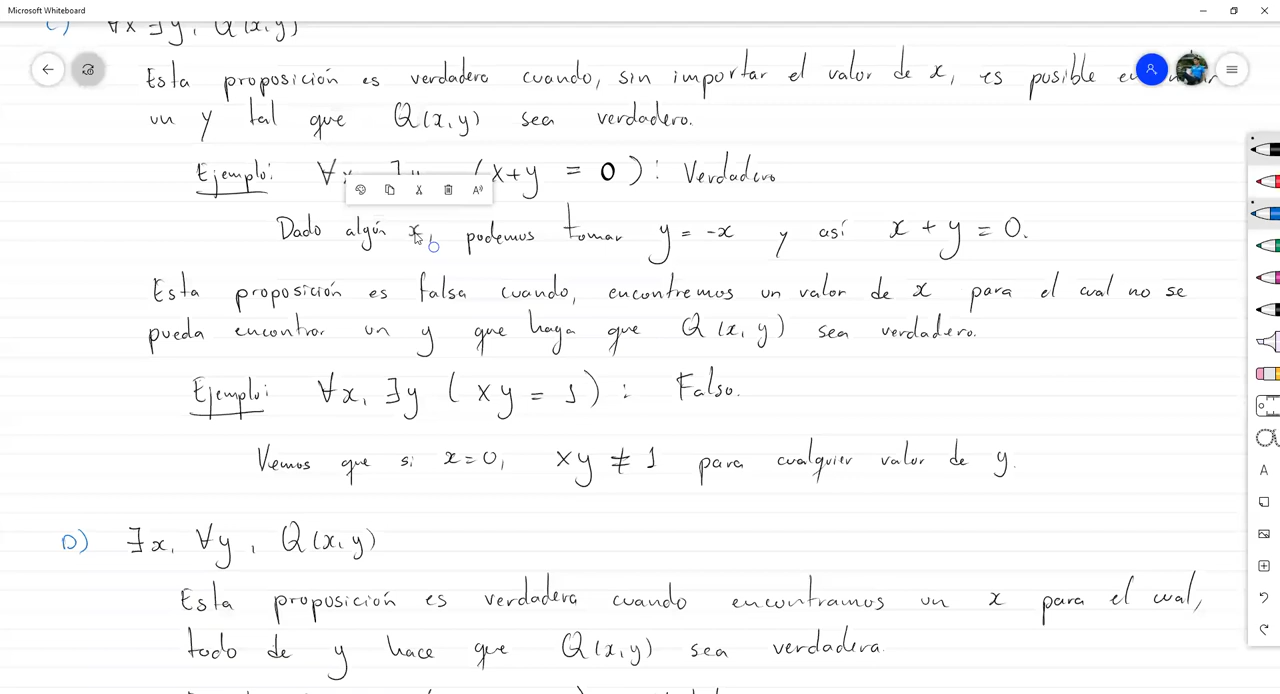 Microsoft Whiteboard
C) ∀x ∃y, Q(x,y)
Esta proposición es verdadera cuando, sin importar el valor de x, es posible
un y tal que Q(x,y) sea verdadero.
Ejemplo: ∀x (x+y = 0) : Verdadero
Dado algún x, podemos tomar y = -x y así x + y = 0.
Esta proposición es falsa cuando, encontremos un valor de x para el cual no se
pueda encontrar un y que haga que Q(x,y) sea verdadero.
Ejemplo: ∀x, ∃y (xy = 1) : Falso.
Vemos que si x=0, xy ≠ 1 para cualquier valor de y.
D) ∃x, ∀y, Q(x,y)
Esta proposición es verdadera cuando encontramos un x para el cual,
todo de y hace que Q(x,y) sea verdadera.